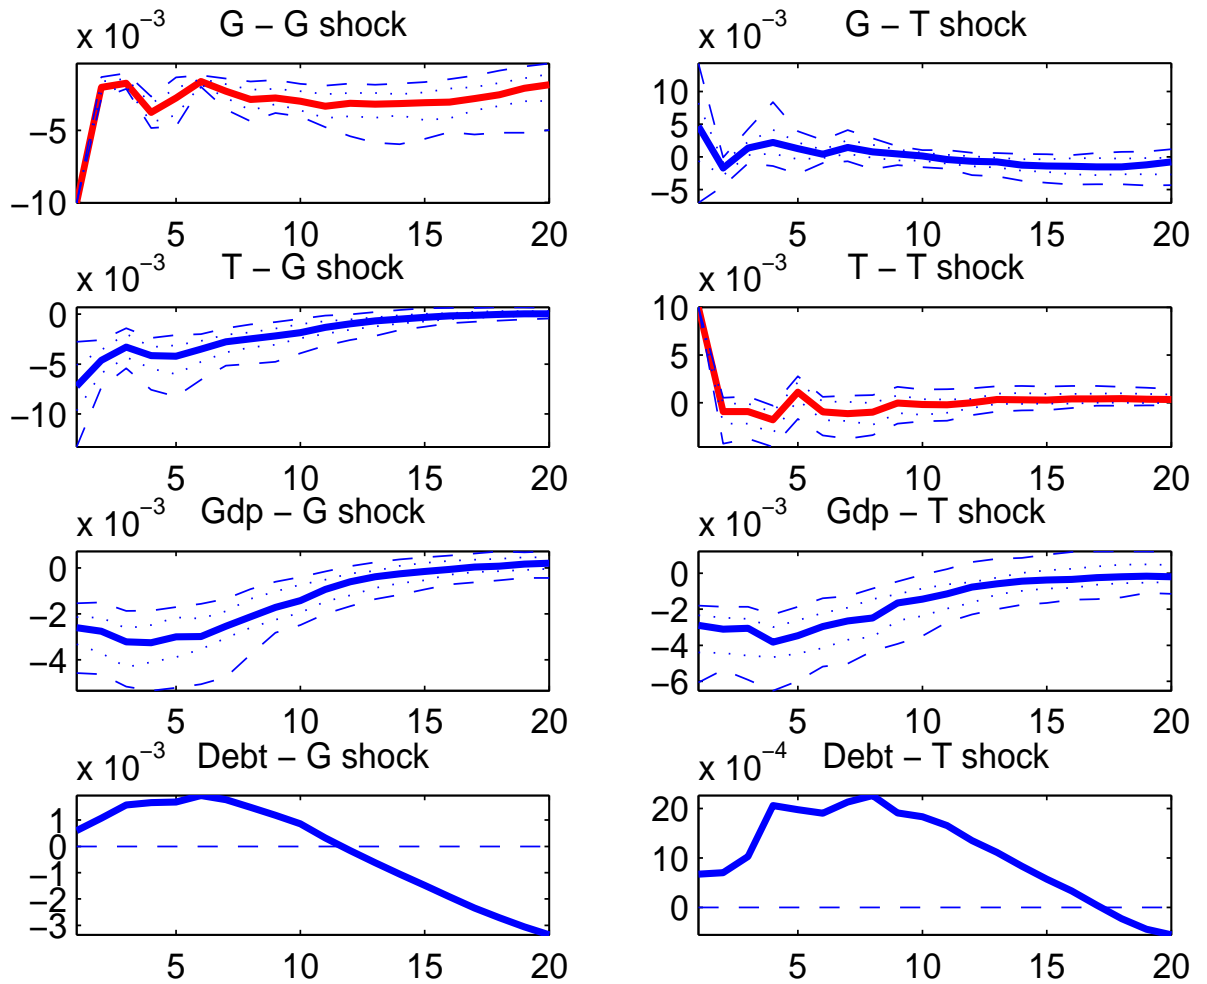 x 10−3 G − G shock
−5
−10
5 10 15 20
x 10−3 G − T shock
10
5
0
−5
5 10 15 20
x 10−3 T − G shock
0
−5
−10
5 10 15 20
x 10−3 T − T shock
10
5
0
5 10 15 20
x 10−3 Gdp − G shock
0
−2
−4
5 10 15 20
x 10−3 Gdp − T shock
0
−2
−4
−6
5 10 15 20
x 10−3 Debt − G shock
1
0
−1
−2
−3
5 10 15 20
x 10−4 Debt − T shock
20
10
0
5 10 15 20